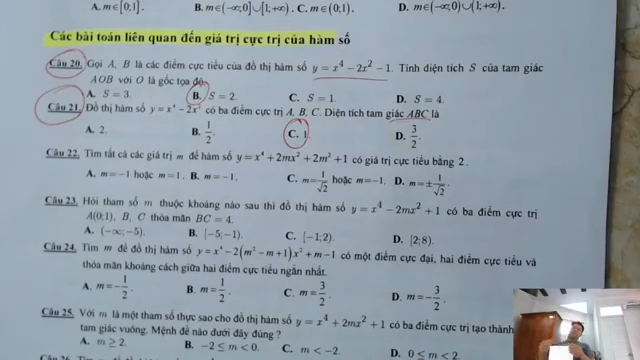 A. m∈[0;1]. B. m∈(-∞;0]∪[1;+∞). C. m∈(0;1). D. m∈(-∞;0)∪(1;+∞).
Các bài toán liên quan đến giá trị cực trị của hàm số
Câu 20. Gọi A, B là các điểm cực tiểu của đồ thị hàm số y = x⁴ - 2x² - 1. Tính diện tích S của tam giác
AOB với O là gốc tọa độ.
A. S = 3. B. S = 2. C. S = 1. D. S = 4.
Câu 21. Đồ thị hàm số y = x⁴ - 2x² có ba điểm cực trị A, B, C. Diện tích tam giác ABC là
A. 2. B. 1/2. C. 1. D. 3/2.
Câu 22. Tìm tất cả các giá trị m để hàm số y = x⁴ + 2mx² + 2m² + 1 có giá trị cực tiểu bằng 2.
A. m = -1 hoặc m = 1. B. m = -1. C. m = 1/√2 hoặc m = -1. D. m = ± 1/√2.
Câu 23. Hỏi tham số m thuộc khoảng nào sau thì đồ thị hàm số y = x⁴ - 2mx² + 1 có ba điểm cực trị
A(0;1), B, C thỏa mãn BC = 4.
A. (-∞;-5). B. [-5;-1). C. [-1;2). D. [2;8).
Câu 24. Tìm m để đồ thị hàm số y = x⁴ - 2(m² - m + 1)x² + m - 1 có một điểm cực đại, hai điểm cực tiểu và
thỏa mãn khoảng cách giữa hai điểm cực tiểu ngắn nhất.
A. m = -1/2. B. m = 1/2. C. m = 3/2. D. m = -3/2.
Câu 25. Với m là một tham số thực sao cho đồ thị hàm số y = x⁴ + 2mx² + 1 có ba điểm cực trị tạo thành
tam giác vuông. Mệnh đề nào dưới đây đúng?
A. m ≥ 2. B. -2 ≤ m < 0. C. m < -2. D. 0 ≤ m < 2.